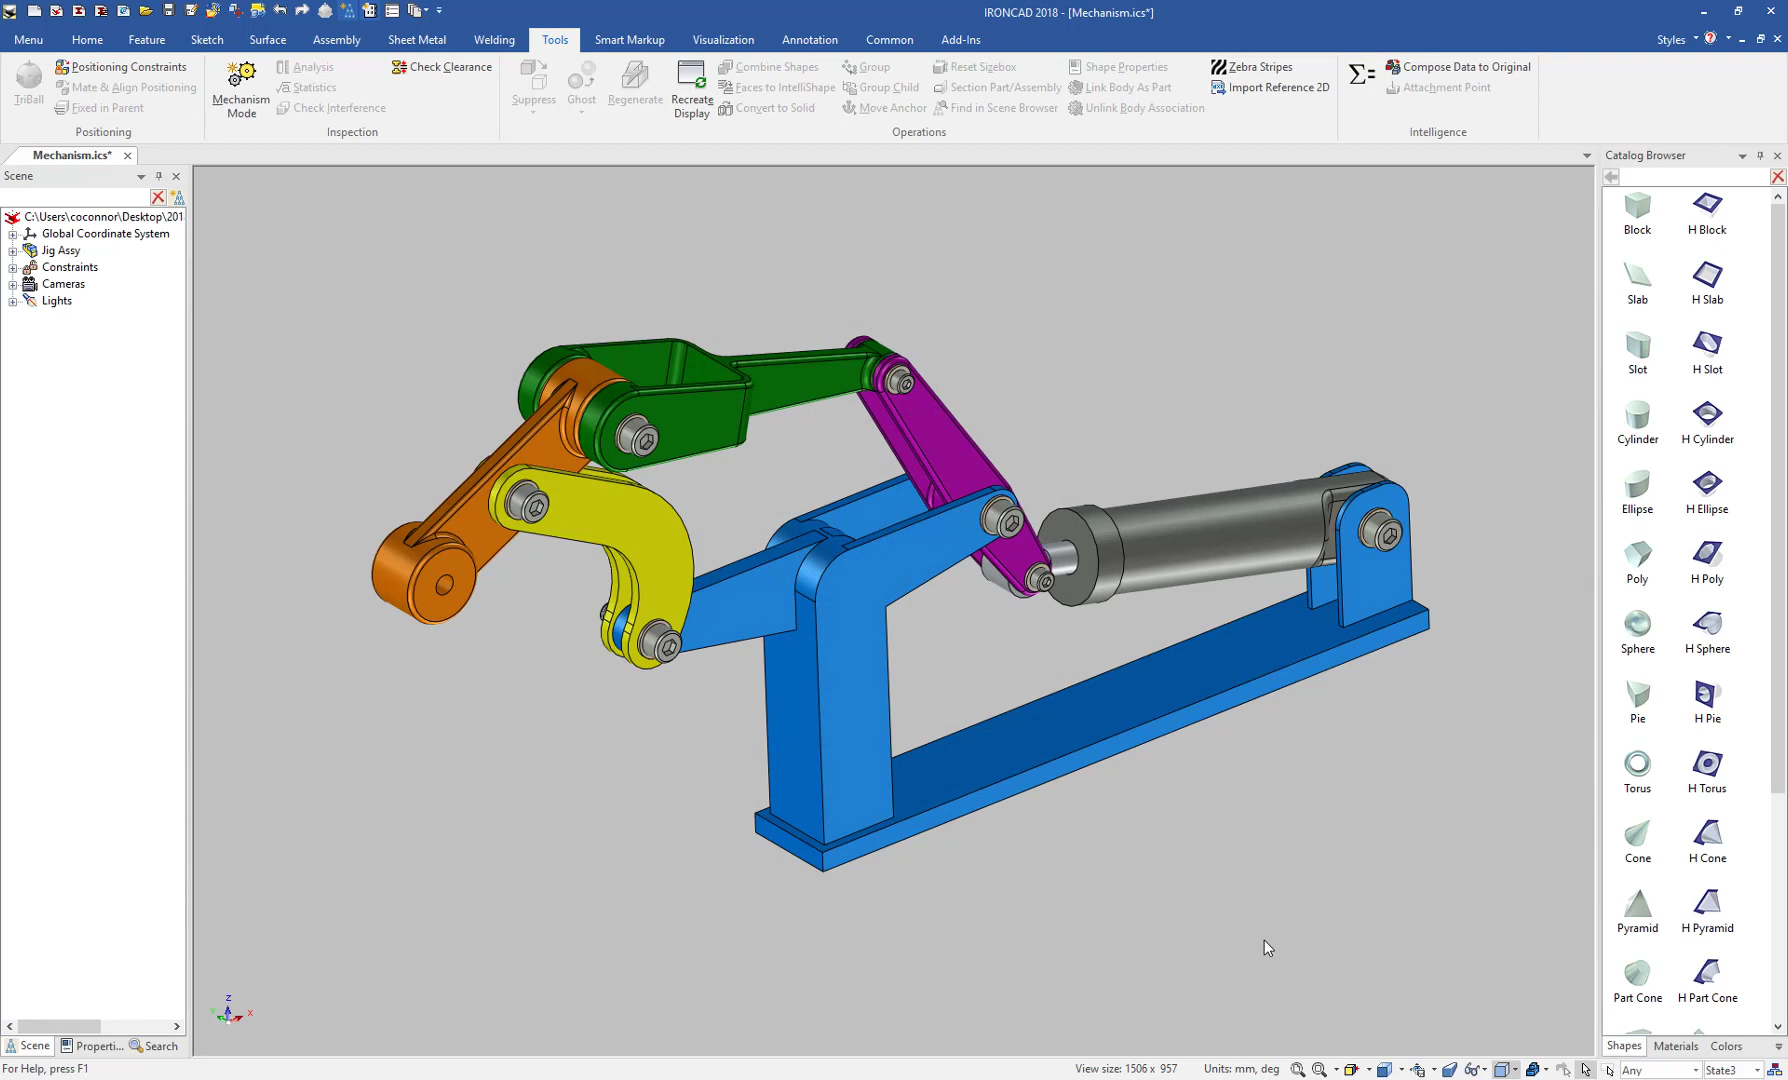 IRONCAD 2018 - [Mechanism.ics*]
Menu Home Feature Sketch Surface Assembly Sheet Metal Welding Tools Smart Markup Visualization Annotation Common Add-Ins Styles
TriBall
Positioning Constraints
Mate & Align Positioning
Fixed in Parent
Positioning
Mechanism
Mode
Analysis
Statistics
Check Interference
Check Clearance
Inspection
Suppress
Ghost
Regenerate
Recreate
Display
Combine Shapes
Faces to IntelliShape
Convert to Solid
Group
Group Child
Move Anchor
Reset Sizebox
Section Part/Assembly
Find in Scene Browser
Shape Properties
Link Body As Part
Unlink Body Association
Operations
Zebra Stripes
Import Reference 2D
Compose Data to Original
Attachment Point
Intelligence
Mechanism.ics*
Scene
C:\Users\coconnor\Desktop\201
Global Coordinate System
Jig Assy
Constraints
Cameras
Lights
Z
Y
X
Catalog Browser
Block H Block
Slab H Slab
Slot H Slot
Cylinder H Cylinder
Ellipse H Ellipse
Poly H Poly
Sphere H Sphere
Pie H Pie
Torus H Torus
Cone H Cone
Pyramid H Pyramid
Part Cone H Part Cone
Scene Properti... Search
Shapes Materials Colors
For Help, press F1
View size: 1506 x 957
Units: mm, deg
Any
State3